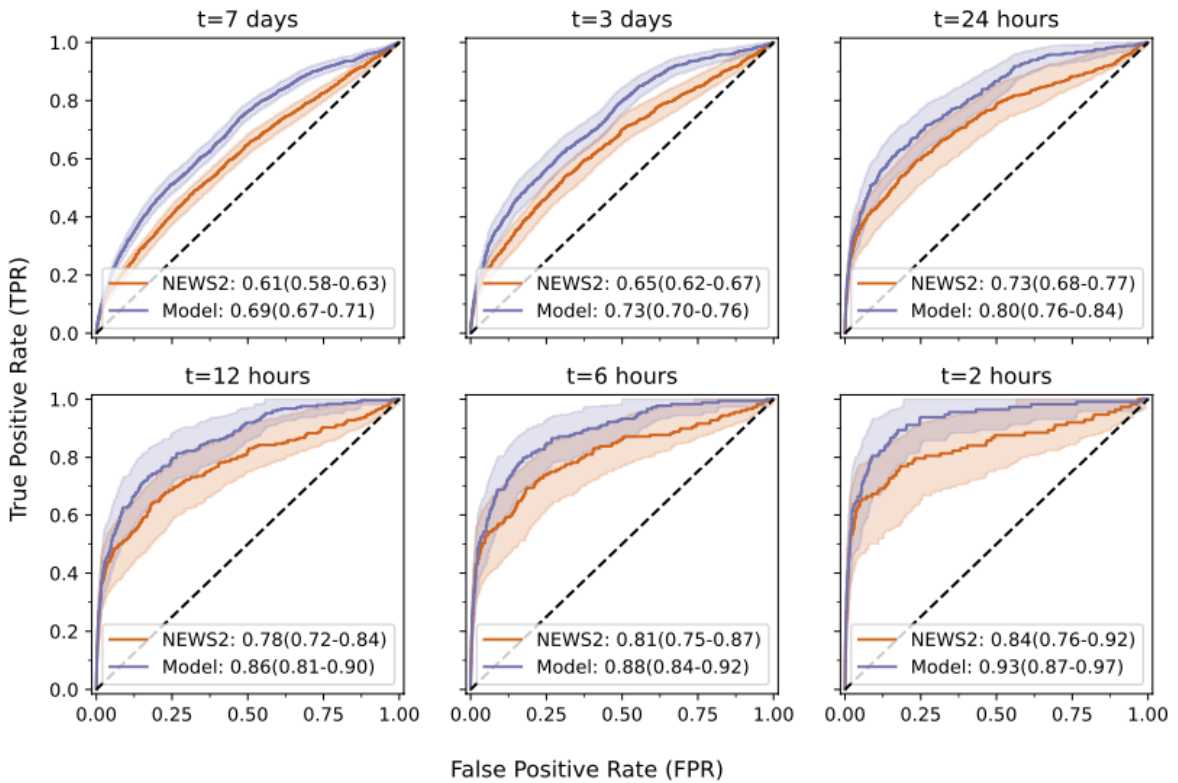 t=7 days
t=3 days
t=24 hours
True Positive Rate (TPR)
1.0
0.8
0.6
0.4
0.2
0.0
NEWS2: 0.61(0.58-0.63)
Model: 0.69(0.67-0.71)
NEWS2: 0.65(0.62-0.67)
Model: 0.73(0.70-0.76)
NEWS2: 0.73(0.68-0.77)
Model: 0.80(0.76-0.84)
t=12 hours
t=6 hours
t=2 hours
1.0
0.8
0.6
0.4
0.2
0.0
NEWS2: 0.78(0.72-0.84)
Model: 0.86(0.81-0.90)
NEWS2: 0.81(0.75-0.87)
Model: 0.88(0.84-0.92)
NEWS2: 0.84(0.76-0.92)
Model: 0.93(0.87-0.97)
0.00 0.25 0.50 0.75 1.00
0.00 0.25 0.50 0.75 1.00
0.00 0.25 0.50 0.75 1.00
False Positive Rate (FPR)